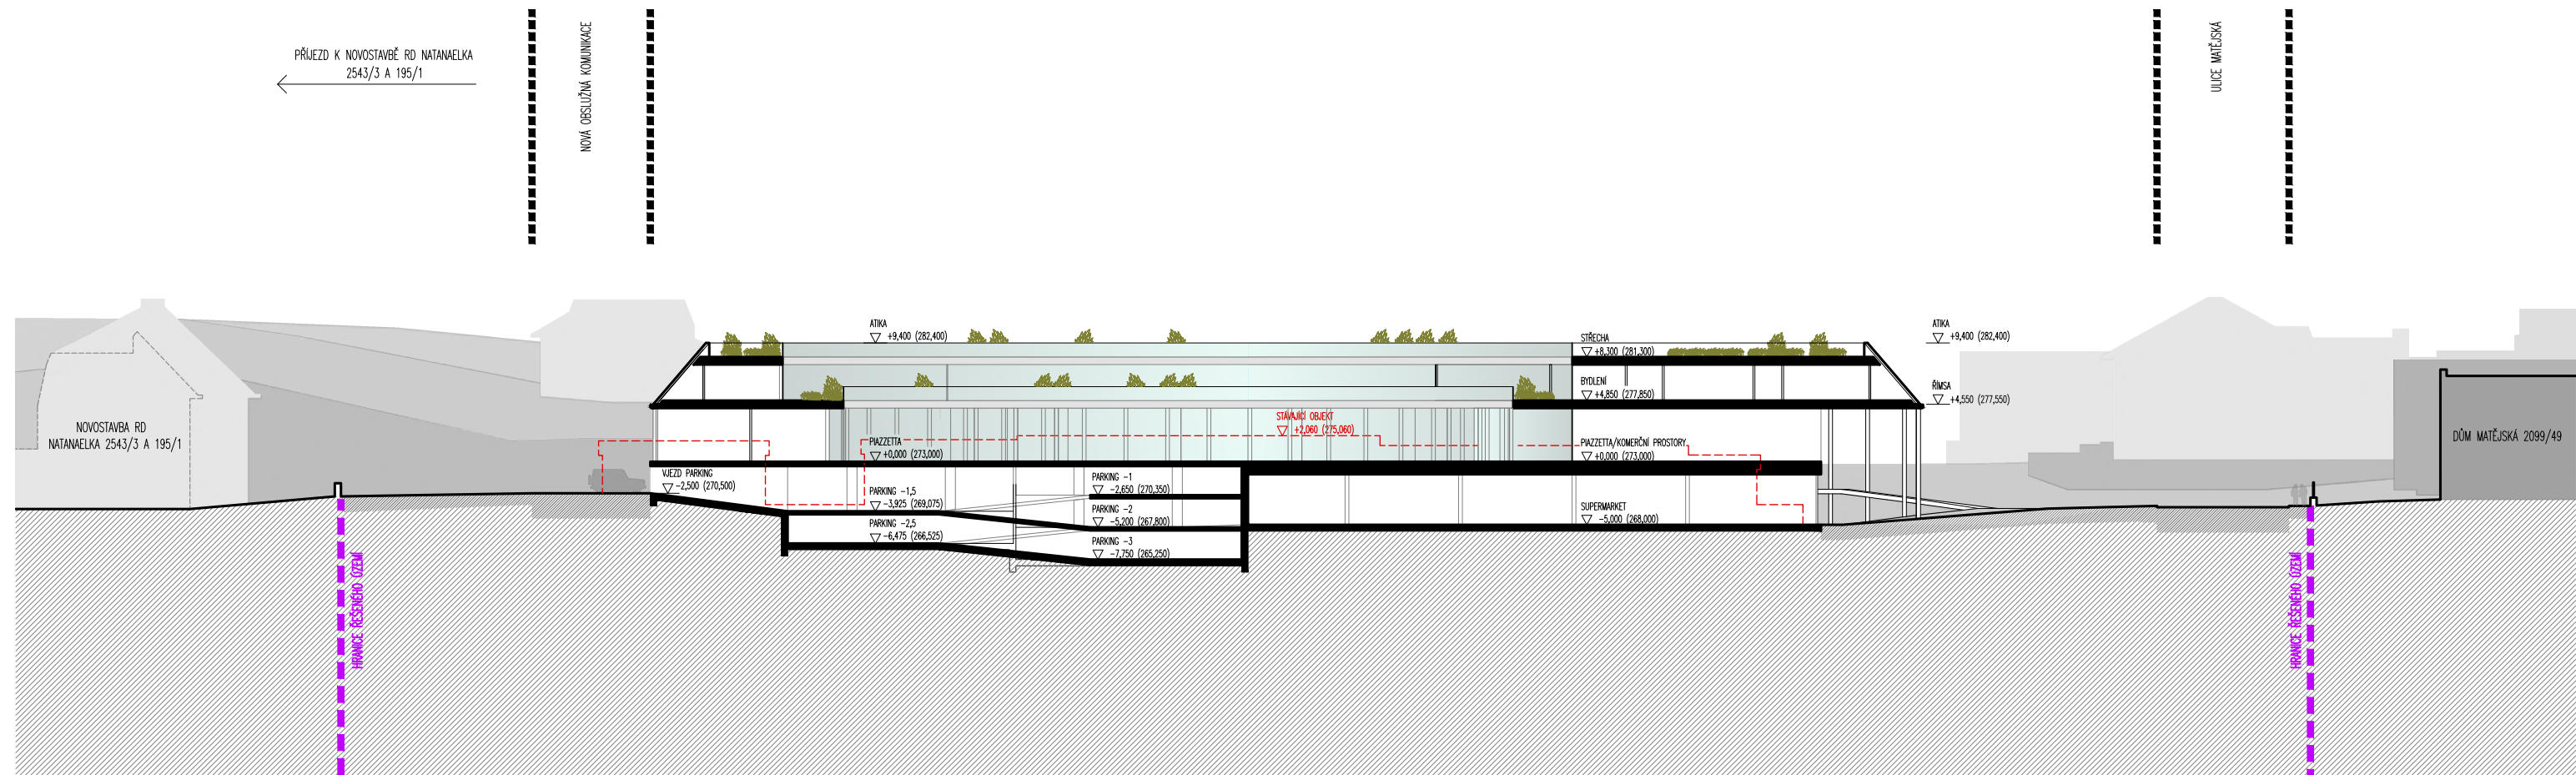 PŘÍJEZD K NOVOSTAVBĚ RD NATANAELKA
2543/3 A 195/1
NOVÁ OBSLUŽNÁ KOMUNIKACE
ULICE MATĚJSKÁ
ATIKA
+9,400 (282,400)
STŘECHA
+8,300 (281,300)
ATIKA
+9,400 (282,400)
BYDLENÍ
+4,850 (277,850)
ŘÍMSA
+4,550 (277,550)
STÁVAJÍCÍ OBJEKT
+2,060 (275,060)
NOVOSTAVBA RD
NATANAELKA 2543/3 A 195/1
PIAZZETTA
+0,000 (273,000)
PIAZZETTA/KOMERČNÍ PROSTORY
+0,000 (273,000)
DŮM MATĚJSKÁ 2099/49
VJEZD PARKING
-2,500 (270,500)
PARKING -1
-2,650 (270,350)
PARKING -1,5
-3,925 (269,075)
PARKING -2
-5,200 (267,800)
SUPERMARKET
-5,000 (268,000)
PARKING -2,5
-6,475 (266,525)
PARKING -3
-7,750 (265,250)
HRANICE ŘEŠENÉHO ÚZEMÍ
HRANICE ŘEŠENÉHO ÚZEMÍ